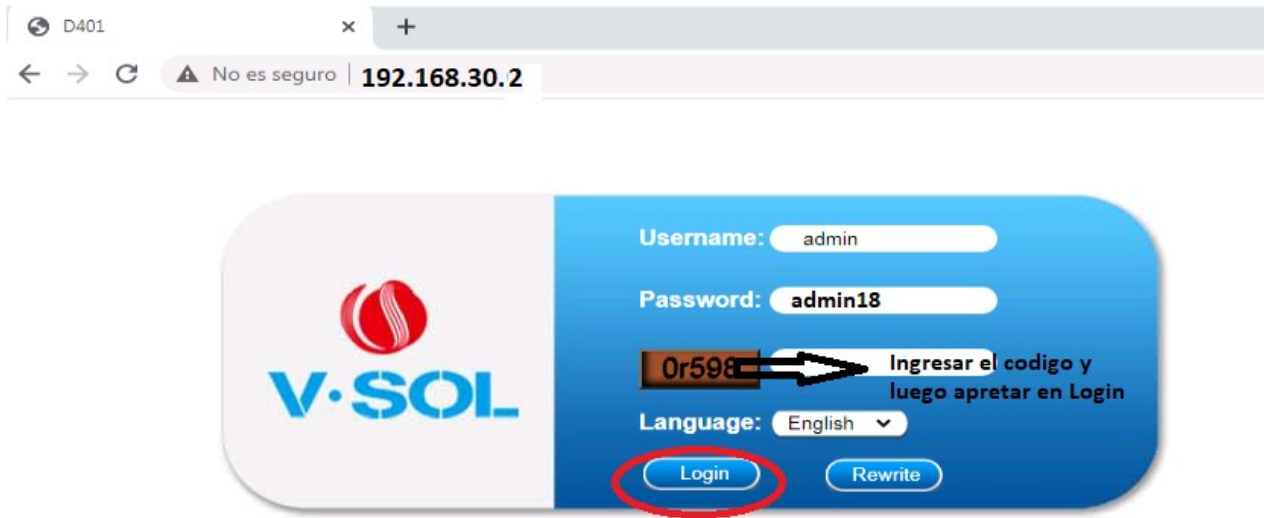 D401
No es seguro 192.168.30.2
Username: admin
Password: admin18
0r598
Ingresar el codigo y
luego apretar en Login
V·SOL
Language: English
Login Rewrite